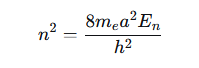 n² = 8mₑa²Eₙ / h²